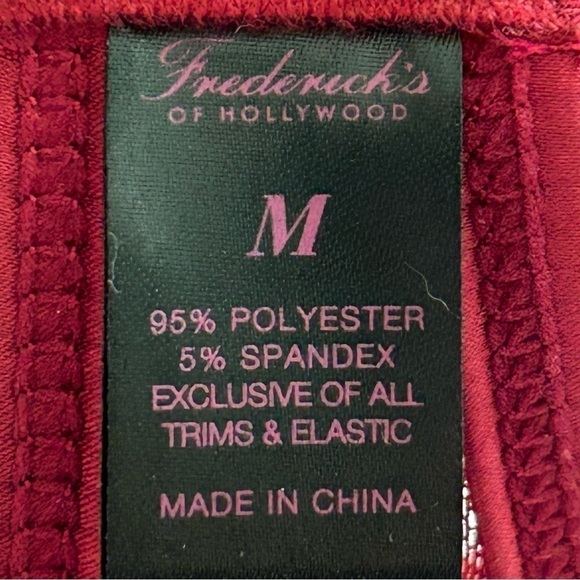 Frederick's
OF HOLLYWOOD
M
95% POLYESTER
5% SPANDEX
EXCLUSIVE OF ALL
TRIMS & ELASTIC
MADE IN CHINA